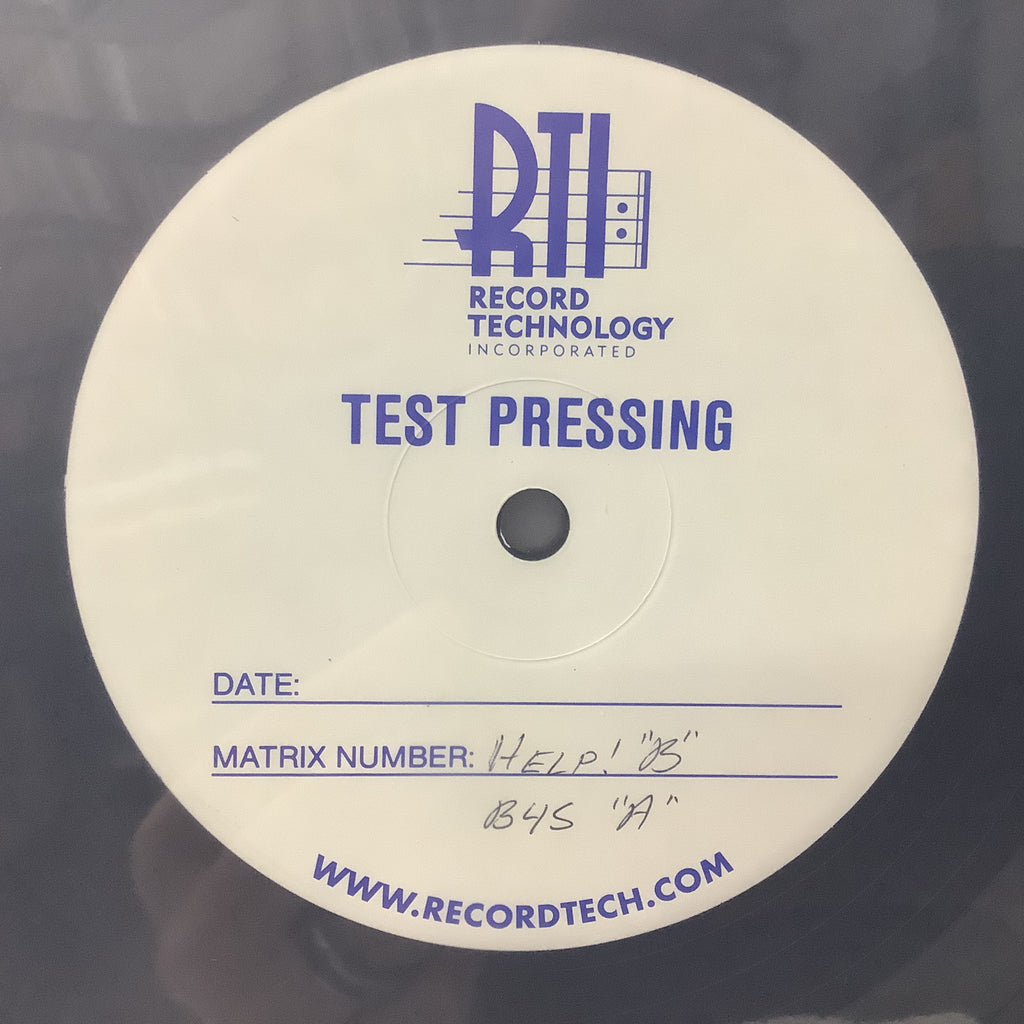 RTI
RECORD
TECHNOLOGY
INCORPORATED
TEST PRESSING
DATE:
MATRIX NUMBER: HELP! "B"
B4S "A"
WWW.RECORDTECH.COM